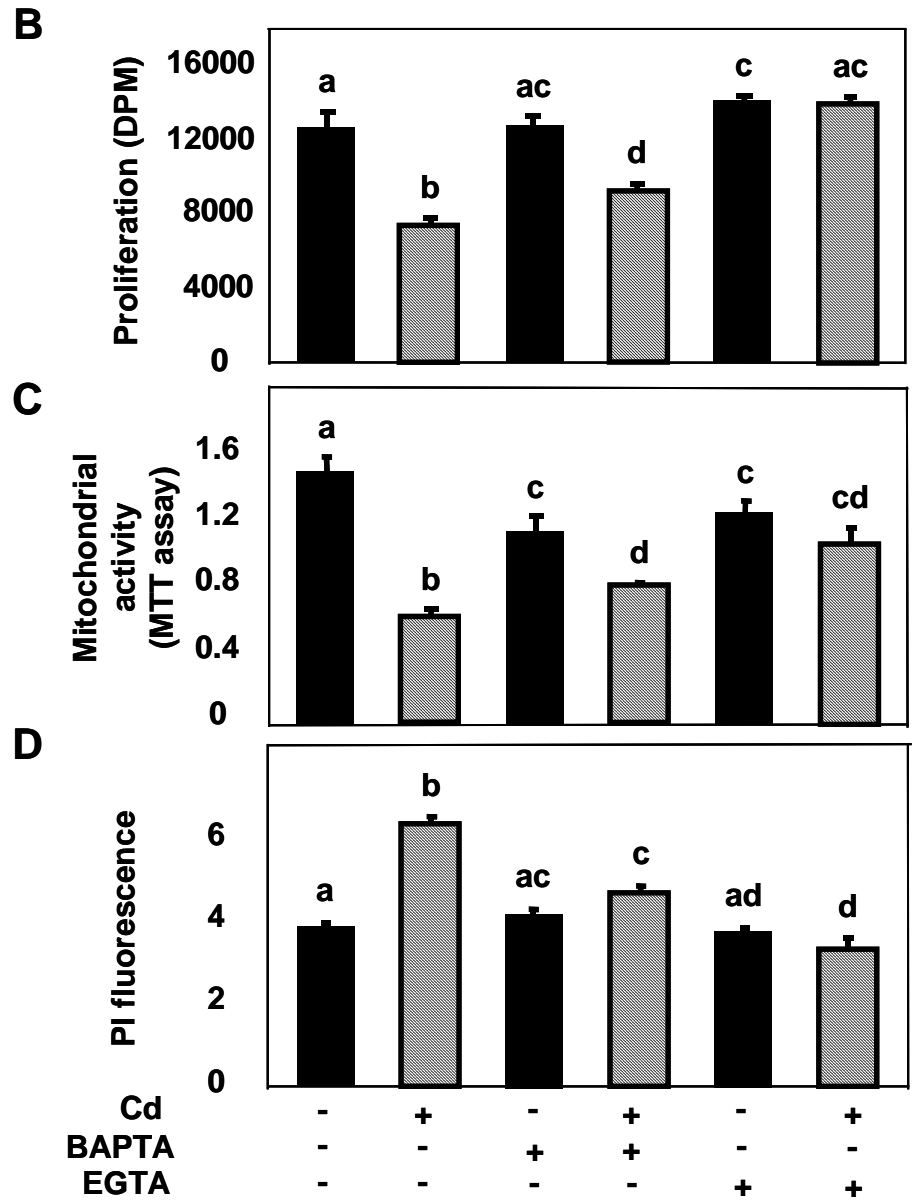 B
Proliferation (DPM)
16000
12000
8000
4000
0
a
b
ac
d
c
ac
C
Mitochondrial
activity
(MTT assay)
1.6
1.2
0.8
0.4
0
a
b
c
d
c
cd
D
PI fluorescence
6
4
2
0
a
b
ac
c
ad
d
Cd - + - + - +
BAPTA - - + + - -
EGTA - - - - + +